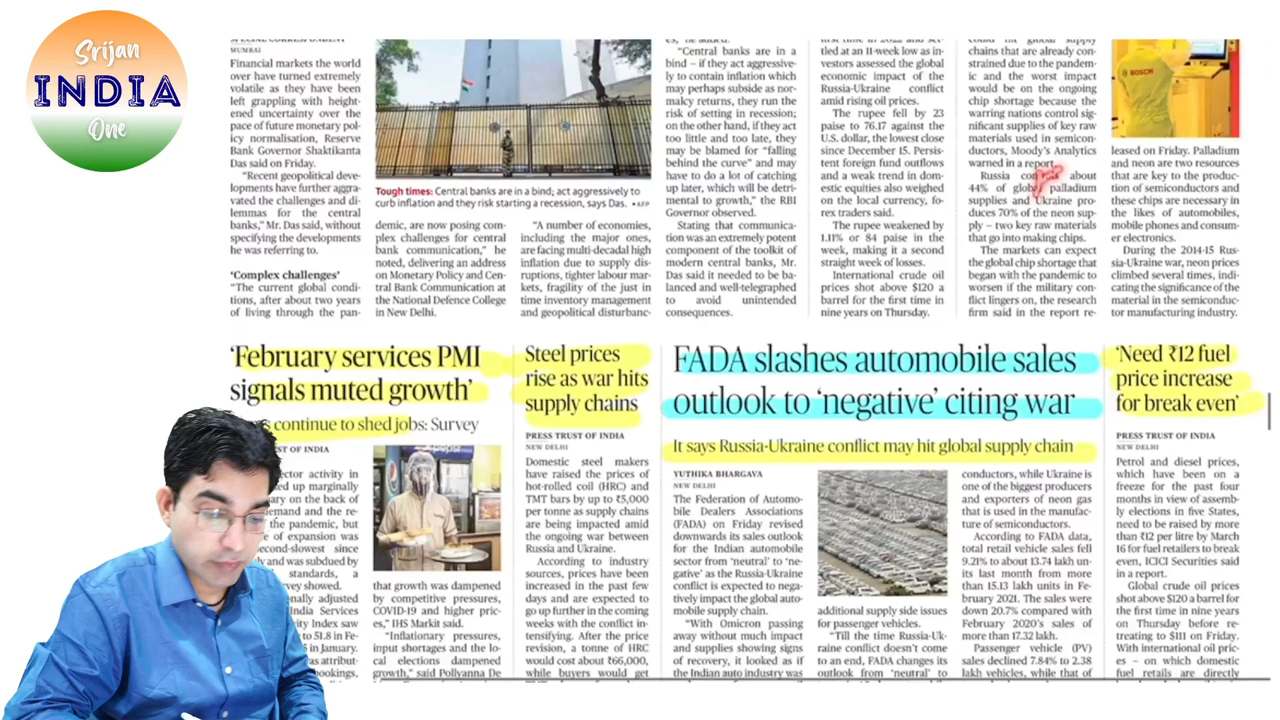 Srijan
INDIA
One
MUMBAI
Financial markets the world
over have turned extremely
volatile as they have been
left grappling with height-
ened uncertainty over the
pace of future monetary pol-
icy normalisation, Reserve
Bank Governor Shaktikanta
Das said on Friday.
"Recent geopolitical deve-
lopments have further aggra-
vated the challenges and di-
lemmas for the central
banks," Mr. Das said, without
specifying the developments
he was referring to.
'Complex challenges'
"The current global condi-
tions, after about two years
of living through the pan-
Tough times: Central banks are in a bind; act aggressively to
curb inflation and they risk starting a recession, says Das. •AFP
demic, are now posing com-
plex challenges for central
bank communication," he
noted, delivering an address
on Monetary Policy and Cen-
tral Bank Communication at
the National Defence College
in New Delhi.
"A number of economies,
including the major ones,
are facing multi-decadal high
inflation due to supply dis-
ruptions, tighter labour mar-
kets, fragility of the just in
time inventory management
and geopolitical disturbanc-
es, he added.
"Central banks are in a
bind – if they act aggressive-
ly to contain inflation which
may perhaps subside as nor-
malcy returns, they run the
risk of setting in recession;
on the other hand, if they act
too little and too late, they
may be blamed for "falling
behind the curve" and may
have to do a lot of catching
up later, which will be detri-
mental to growth," the RBI
Governor observed.
Stating that communica-
tion was an extremely potent
component of the toolkit of
modern central banks, Mr.
Das said it needed to be ba-
lanced and well-telegraphed
to avoid unintended
consequences.
first time in 2022 and set-
tled at an 11-week low as in-
vestors assessed the global
economic impact of the
Russia-Ukraine conflict
amid rising oil prices.
The rupee fell by 23
paise to 76.17 against the
U.S. dollar, the lowest close
since December 15. Persis-
tent foreign fund outflows
and a weak trend in dom-
estic equities also weighed
on the local currency, fo-
rex traders said.
The rupee weakened by
1.11% or 84 paise in the
week, making it a second
straight week of losses.
International crude oil
prices shot above $120 a
barrel for the first time in
nine years on Thursday.
could hit global supply
chains that are already con-
strained due to the pandem-
ic and the worst impact
would be on the ongoing
chip shortage because the
warring nations control sig-
nificant supplies of key raw
materials used in semicon-
ductors, Moody's Analytics
warned in a report.
Russia controls about
44% of global palladium
supplies and Ukraine pro-
duces 70% of the neon sup-
ply – two key raw materials
that go into making chips.
The markets can expect
the global chip shortage that
began with the pandemic to
worsen if the military con-
flict lingers on, the research
firm said in the report re-
BOSCH
leased on Friday. Palladium
and neon are two resources
that are key to the produc-
tion of semiconductors and
these chips are necessary in
the likes of automobiles,
mobile phones and consum-
er electronics.
During the 2014-15 Rus-
sia-Ukraine war, neon prices
climbed several times, indi-
cating the significance of the
material in the semiconduc-
tor manufacturing industry.
'February services PMI
signals muted growth'
continue to shed jobs: Survey
ST OF INDIA
that growth was dampened
by competitive pressures,
COVID-19 and higher pric-
es," IHS Markit said.
"Inflationary pressures,
input shortages and the lo-
cal elections dampened
growth," said Pollyanna De
Steel prices
rise as war hits
supply chains
PRESS TRUST OF INDIA
NEW DELHI
Domestic steel makers
have raised the prices of
hot-rolled coil (HRC) and
TMT bars by up to ₹5,000
per tonne as supply chains
are being impacted amid
the ongoing war between
Russia and Ukraine.
According to industry
sources, prices have been
increased in the past few
days and are expected to
go up further in the coming
weeks with the conflict in-
tensifying. After the price
revision, a tonne of HRC
would cost about ₹66,000,
while buyers would get
FADA slashes automobile sales
outlook to 'negative' citing war
It says Russia-Ukraine conflict may hit global supply chain
YUTHIKA BHARGAVA
NEW DELHI
The Federation of Automo-
bile Dealers Associations
(FADA) on Friday revised
downwards its sales outlook
for the Indian automobile
sector from 'neutral' to 'ne-
gative' as the Russia-Ukraine
conflict is expected to nega-
tively impact the global auto-
mobile supply chain.
"With Omicron passing
away without much impact
and supplies showing signs
of recovery, it looked as if
the Indian auto industry was
additional supply side issues
for passenger vehicles.
"Till the time Russia-Uk-
raine conflict doesn't come
to an end, FADA changes its
outlook from 'neutral' to
conductors, while Ukraine is
one of the biggest producers
and exporters of neon gas
that is used in the manufac-
ture of semiconductors.
According to FADA data,
total retail vehicle sales fell
9.21% to about 13.74 lakh un-
its last month from more
than 15.13 lakh units in Fe-
bruary 2021. The sales were
down 20.7% compared with
February 2020's sales of
more than 17.32 lakh.
Passenger vehicle (PV)
sales declined 7.84% to 2.38
lakh vehicles, while that of
'Need ₹12 fuel
price increase
for break even'
PRESS TRUST OF INDIA
NEW DELHI
Petrol and diesel prices,
which have been on a
freeze for the past four
months in view of assemb-
ly elections in five States,
need to be raised by more
than ₹12 per litre by March
16 for fuel retailers to break
even, ICICI Securities said
in a report.
Global crude oil prices
shot above $120 a barrel for
the first time in nine years
on Thursday before re-
treating to $111 on Friday.
With international oil pric-
es – on which domestic
fuel retails are directly